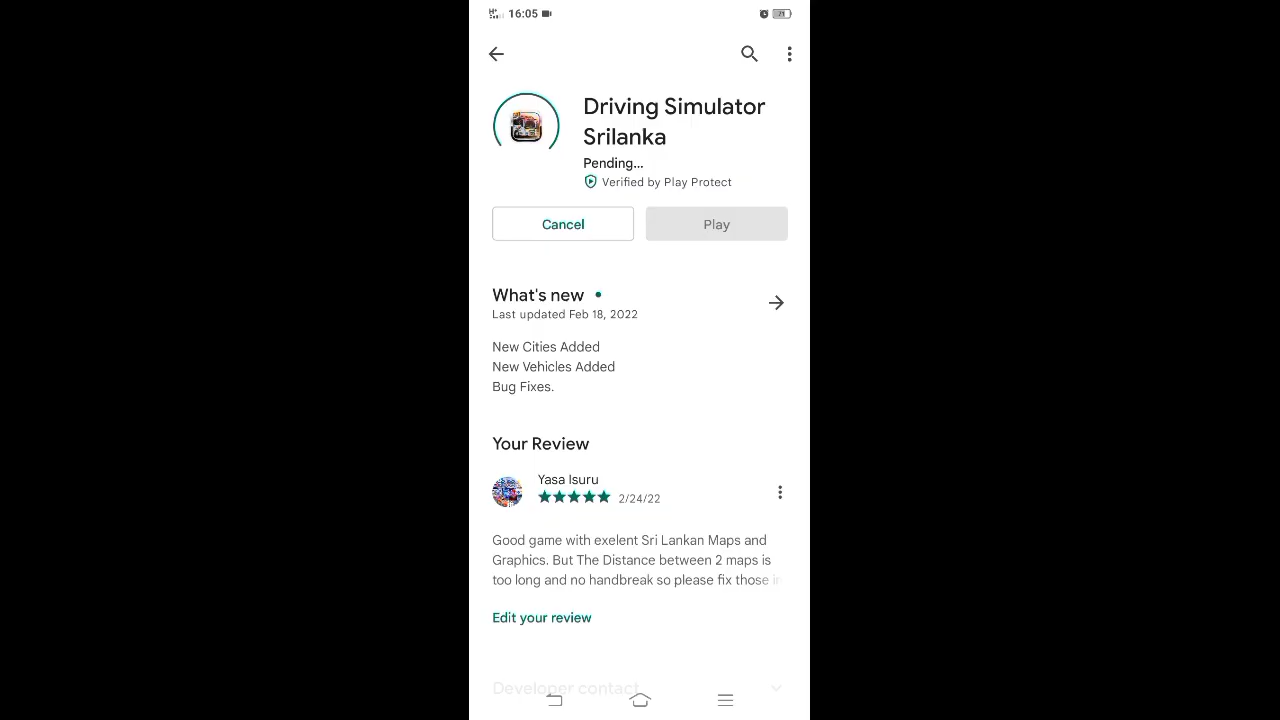 H+ 16:05 71
Driving Simulator
Srilanka
Pending...
Verified by Play Protect
Cancel
Play
What's new
Last updated Feb 18, 2022
New Cities Added
New Vehicles Added
Bug Fixes.
Your Review
Yasa Isuru
2/24/22
Good game with exelent Sri Lankan Maps and
Graphics. But The Distance between 2 maps is
too long and no handbreak so please fix those in
Edit your review
Developer contact